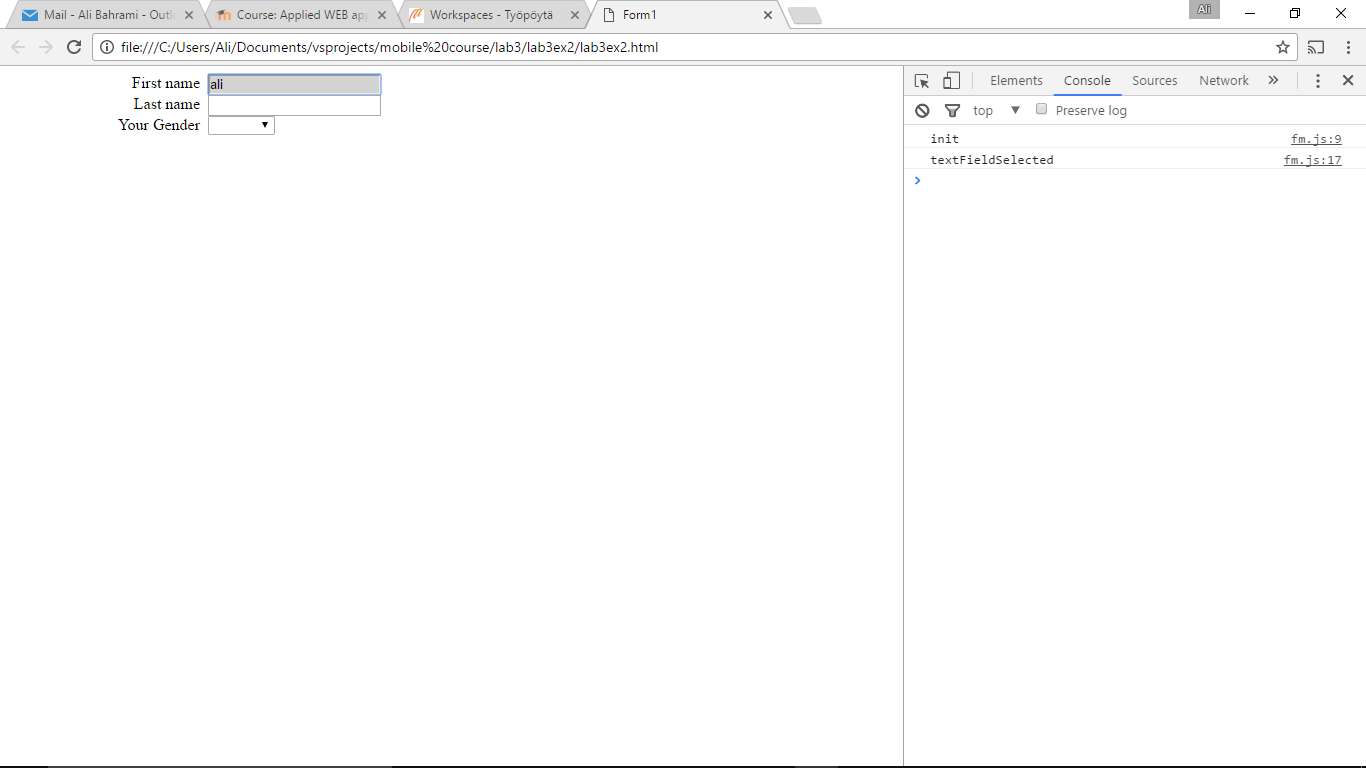 Mail - Ali Bahrami - Outl
Course: Applied WEB ap
Workspaces - Työpöytä
Form1
Ali
file:///C:/Users/Ali/Documents/vsprojects/mobile%20course/lab3/lab3ex2/lab3ex2.html
First name ali
Last name
Your Gender
Elements Console Sources Network »
top Preserve log
init fm.js:9
textFieldSelected fm.js:17